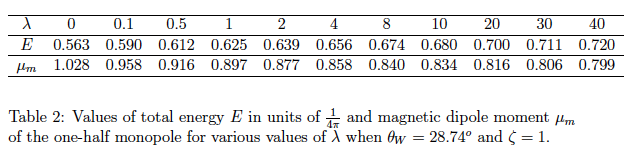 λ 0 0.1 0.5 1 2 4 8 10 20 30 40
E 0.563 0.590 0.612 0.625 0.639 0.656 0.674 0.680 0.700 0.711 0.720
μm 1.028 0.958 0.916 0.897 0.877 0.858 0.840 0.834 0.816 0.806 0.799
Table 2: Values of total energy E in units of 1/4π and magnetic dipole moment μm
of the one-half monopole for various values of λ when θW = 28.74° and ζ = 1.